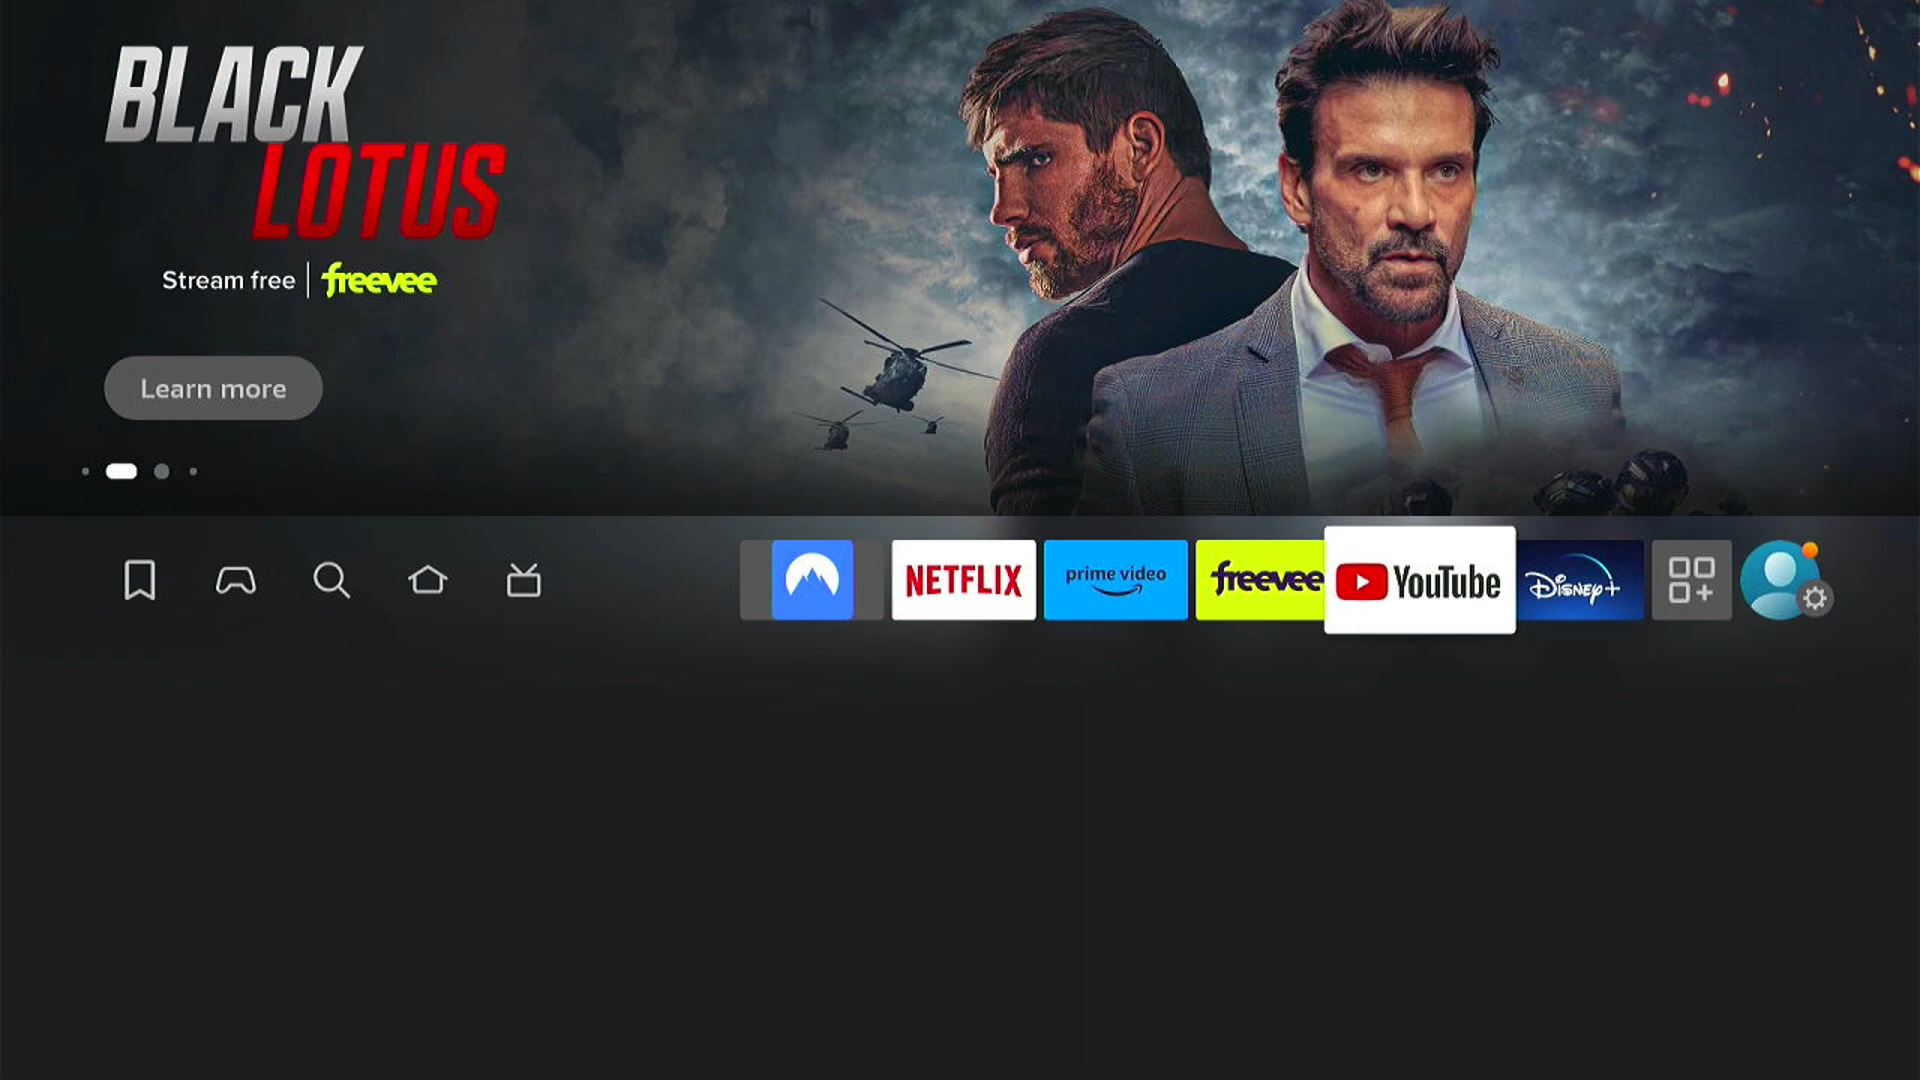 BLACK
LOTUS
Stream free | freevee
Learn more
NETFLIX
prime video
freevee
YouTube
Disney+